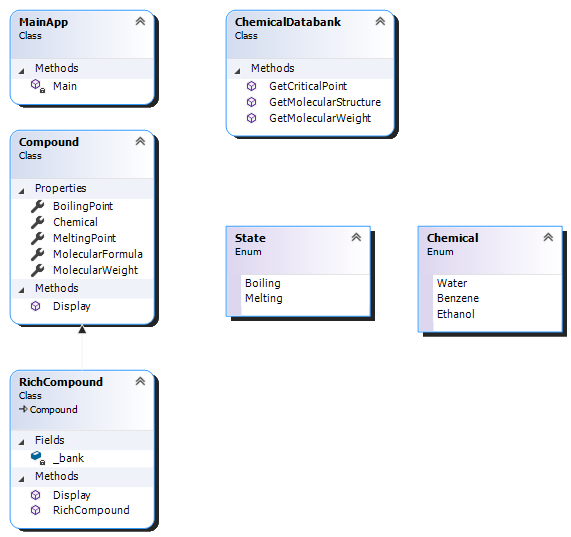 MainApp
Class
Methods
Main
ChemicalDatabank
Class
Methods
GetCriticalPoint
GetMolecularStructure
GetMolecularWeight
Compound
Class
Properties
BoilingPoint
Chemical
MeltingPoint
MolecularFormula
MolecularWeight
Methods
Display
State
Enum
Boiling
Melting
Chemical
Enum
Water
Benzene
Ethanol
RichCompound
Class
Compound
Fields
_bank
Methods
Display
RichCompound